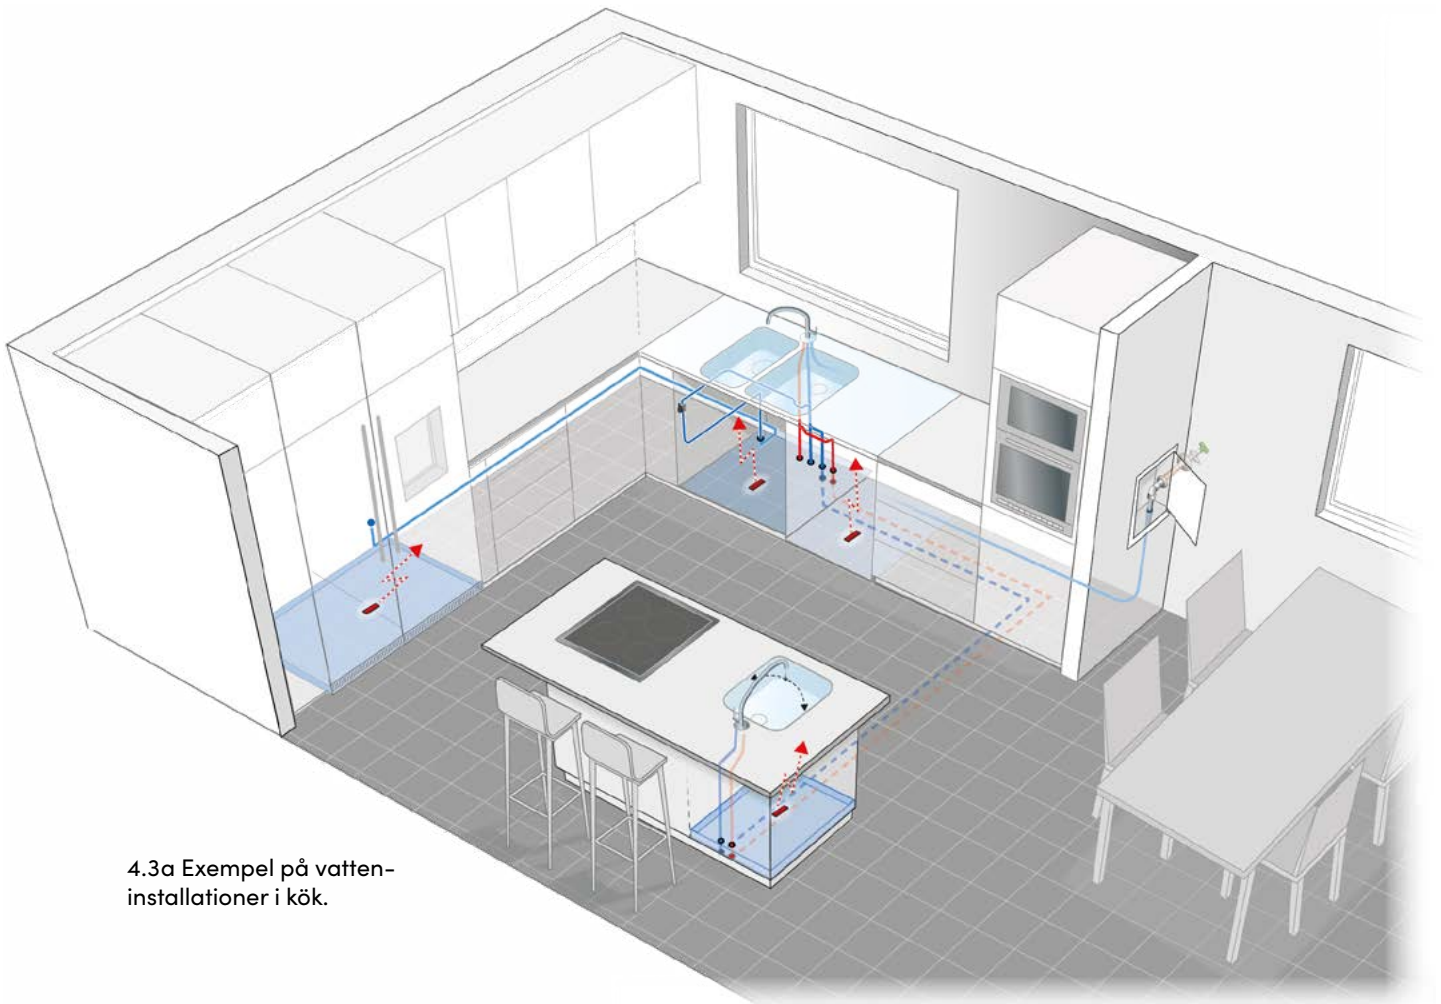 4.3a Exempel på vatten-
installationer i kök.